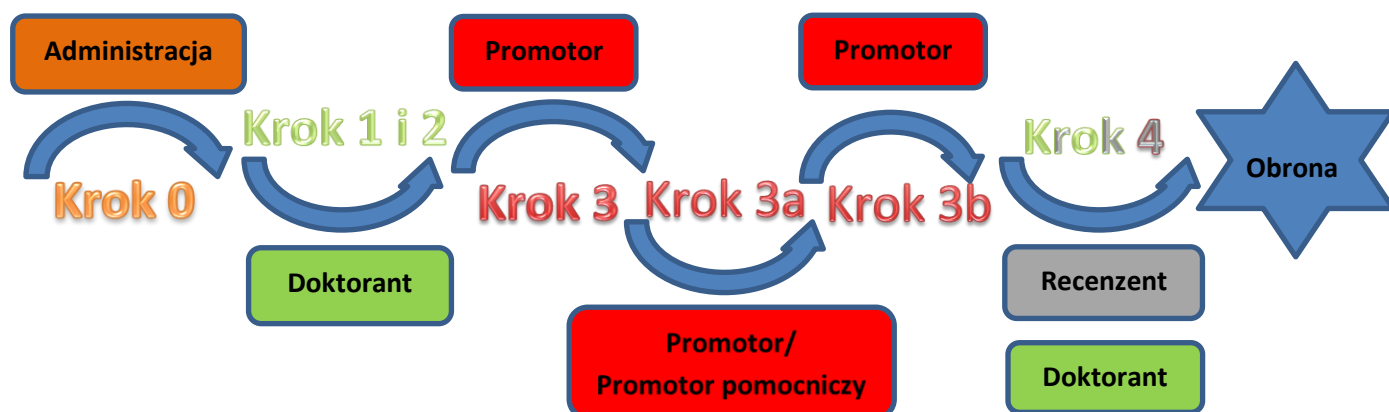 Administracja
Promotor
Promotor
Krok 1 i 2
Krok 4
Obrona
Krok 0
Krok 3
Krok 3a
Krok 3b
Doktorant
Recenzent
Promotor/
Promotor pomocniczy
Doktorant